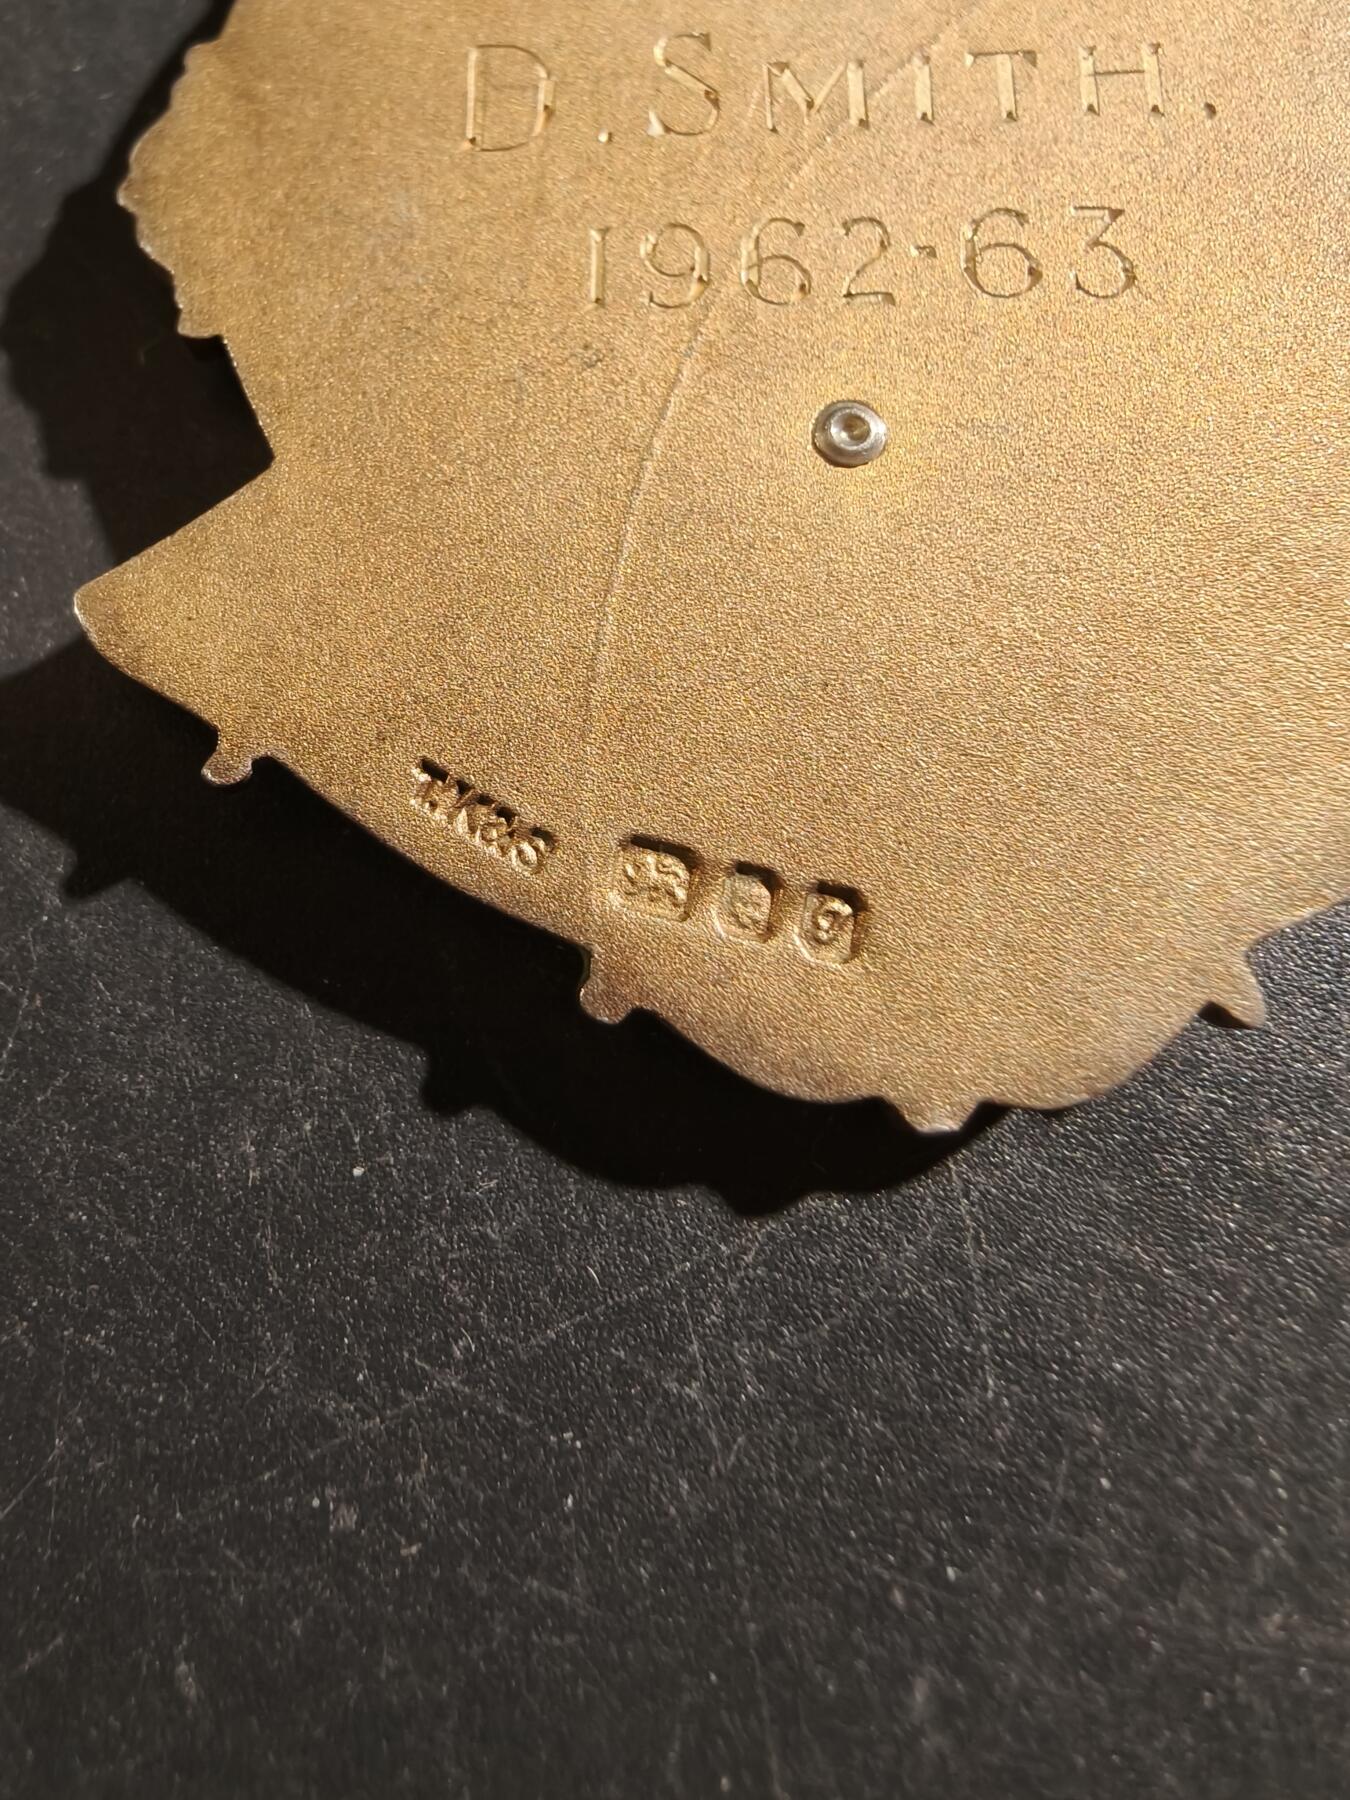 D. SMITH.
1962-63
T.K&S